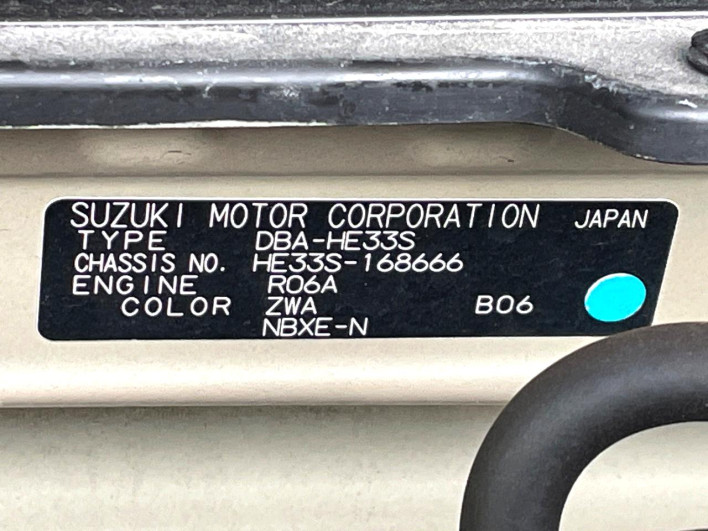 SUZUKI MOTOR CORPORATION JAPAN
TYPE DBA-HE33S
CHASSIS NO. HE33S-168666
ENGINE R06A
COLOR ZWA B06
NBXE-N